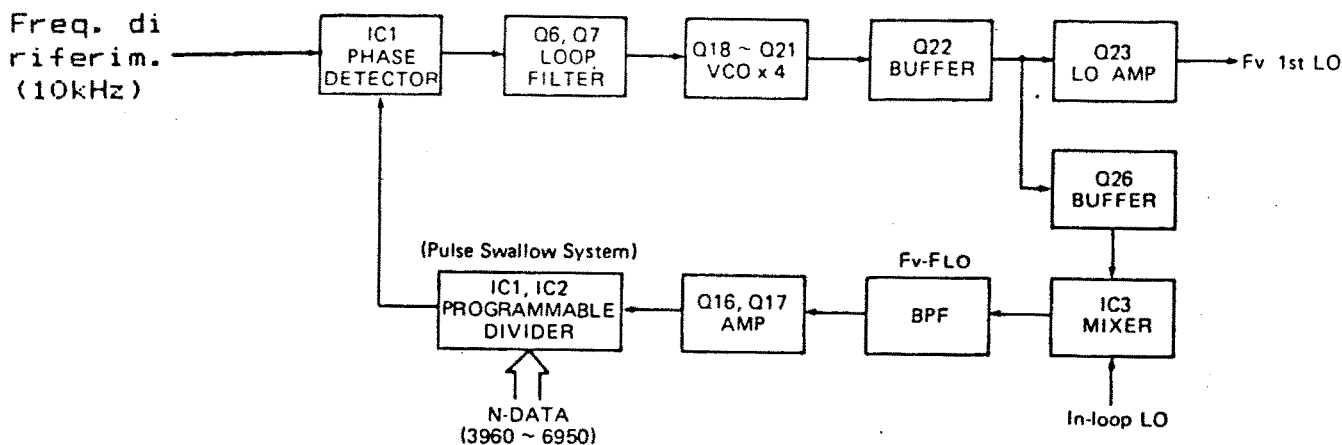 Freq. di
riferim.
(10kHz)
IC1
PHASE
DETECTOR
Q6, Q7
LOOP
FILTER
Q18 ~ Q21
VCO x 4
Q22
BUFFER
Q23
LO AMP
Fv 1st LO
Q26
BUFFER
(Pulse Swallow System)
IC1, IC2
PROGRAMMABLE
DIVIDER
Q16, Q17
AMP
Fv-FLO
BPF
IC3
MIXER
N-DATA
(3960 ~ 6950)
In-loop LO